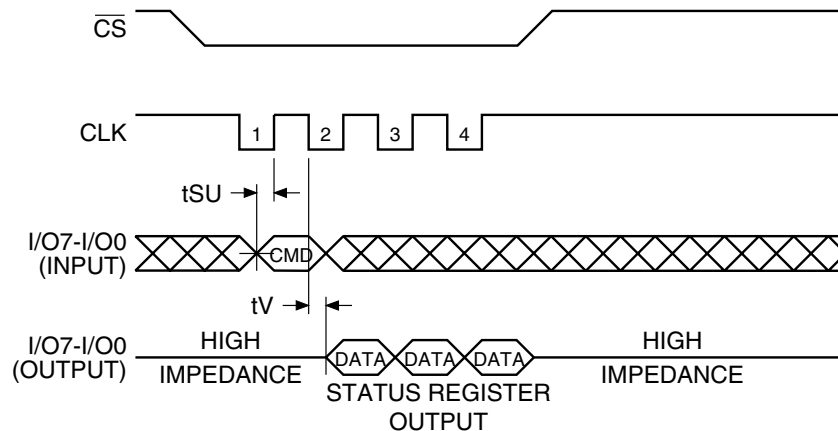 CS
CLK
1 2 3 4
tSU
I/O7-I/O0
(INPUT)
CMD
tV
I/O7-I/O0
(OUTPUT)
HIGH
IMPEDANCE
DATA DATA DATA
STATUS REGISTER
OUTPUT
HIGH
IMPEDANCE